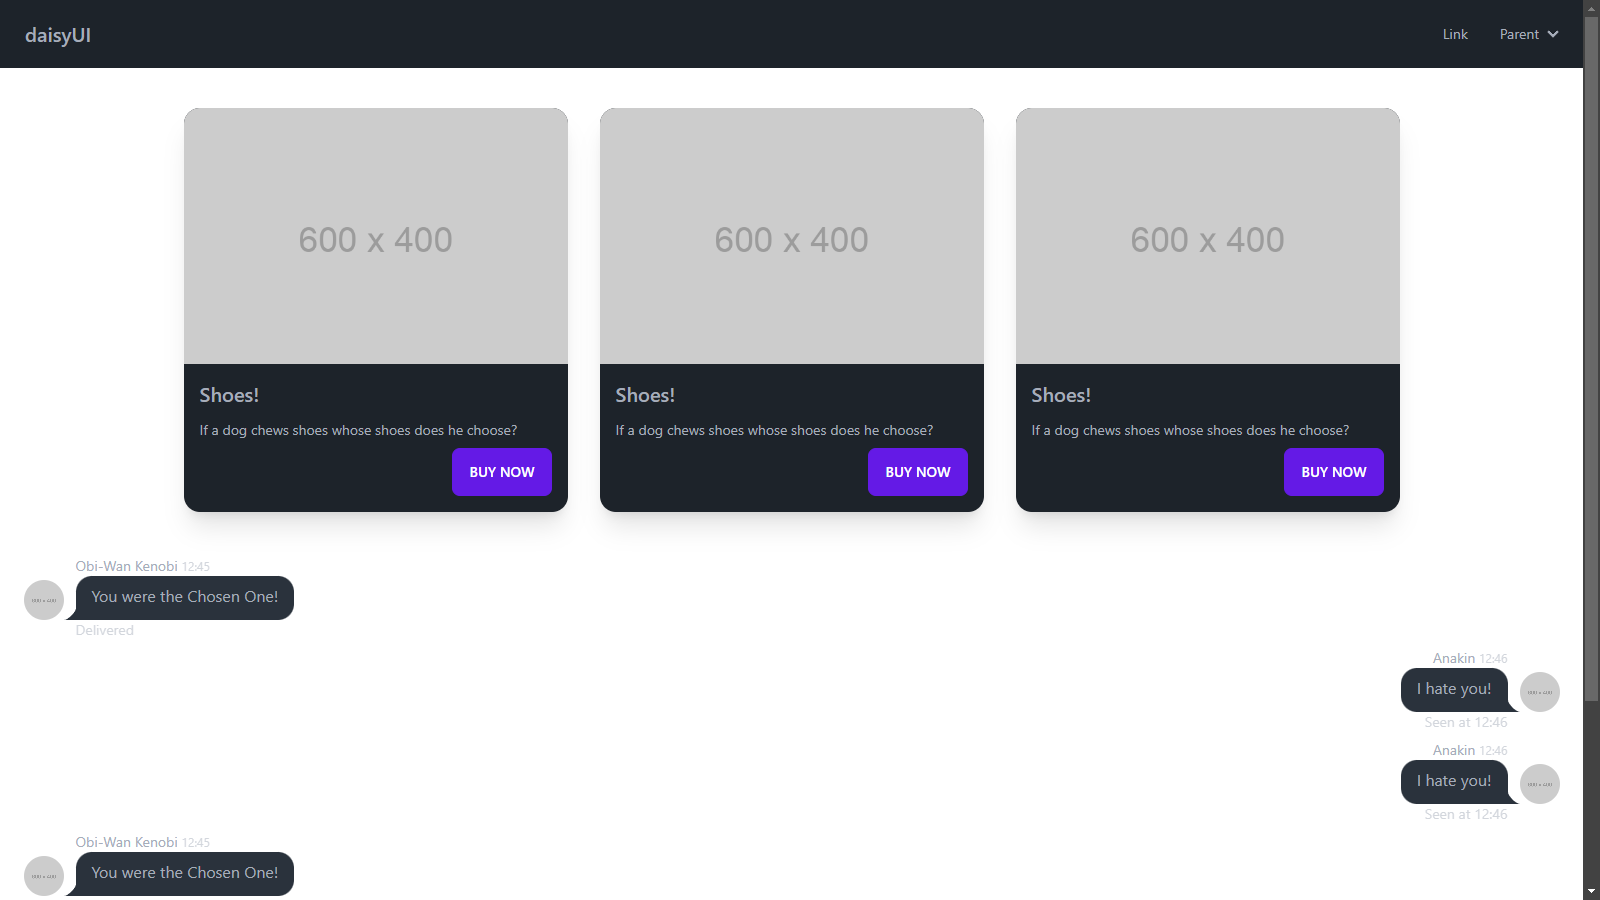 daisyUI
Link
Parent
600 x 400
600 x 400
600 x 400
Shoes!
If a dog chews shoes whose shoes does he choose?
BUY NOW
Shoes!
If a dog chews shoes whose shoes does he choose?
BUY NOW
Shoes!
If a dog chews shoes whose shoes does he choose?
BUY NOW
Obi-Wan Kenobi 12:45
You were the Chosen One!
Delivered
Anakin 12:46
I hate you!
Seen at 12:46
Anakin 12:46
I hate you!
Seen at 12:46
Obi-Wan Kenobi 12:45
You were the Chosen One!